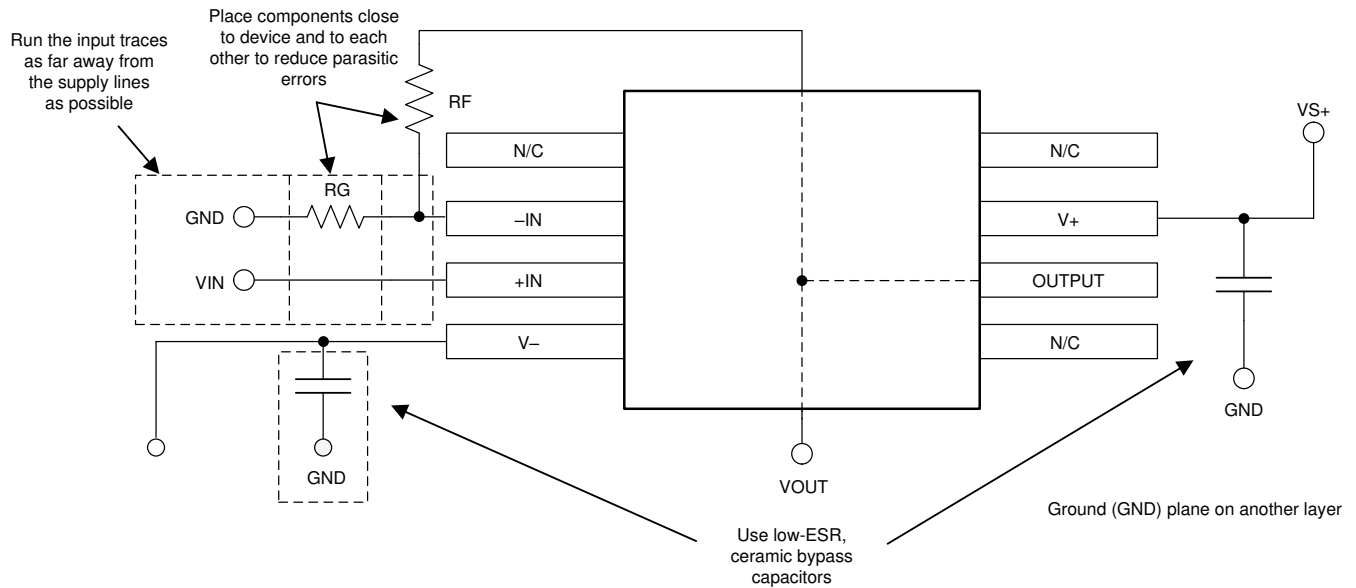 Place components close
to device and to each
other to reduce parasitic
errors
Run the input traces
as far away from
the supply lines
as possible
RF
VS+
N/C
N/C
RG
GND
–IN
V+
VIN
+IN
OUTPUT
V–
N/C
GND
GND
VOUT
Ground (GND) plane on another layer
Use low-ESR,
ceramic bypass
capacitors